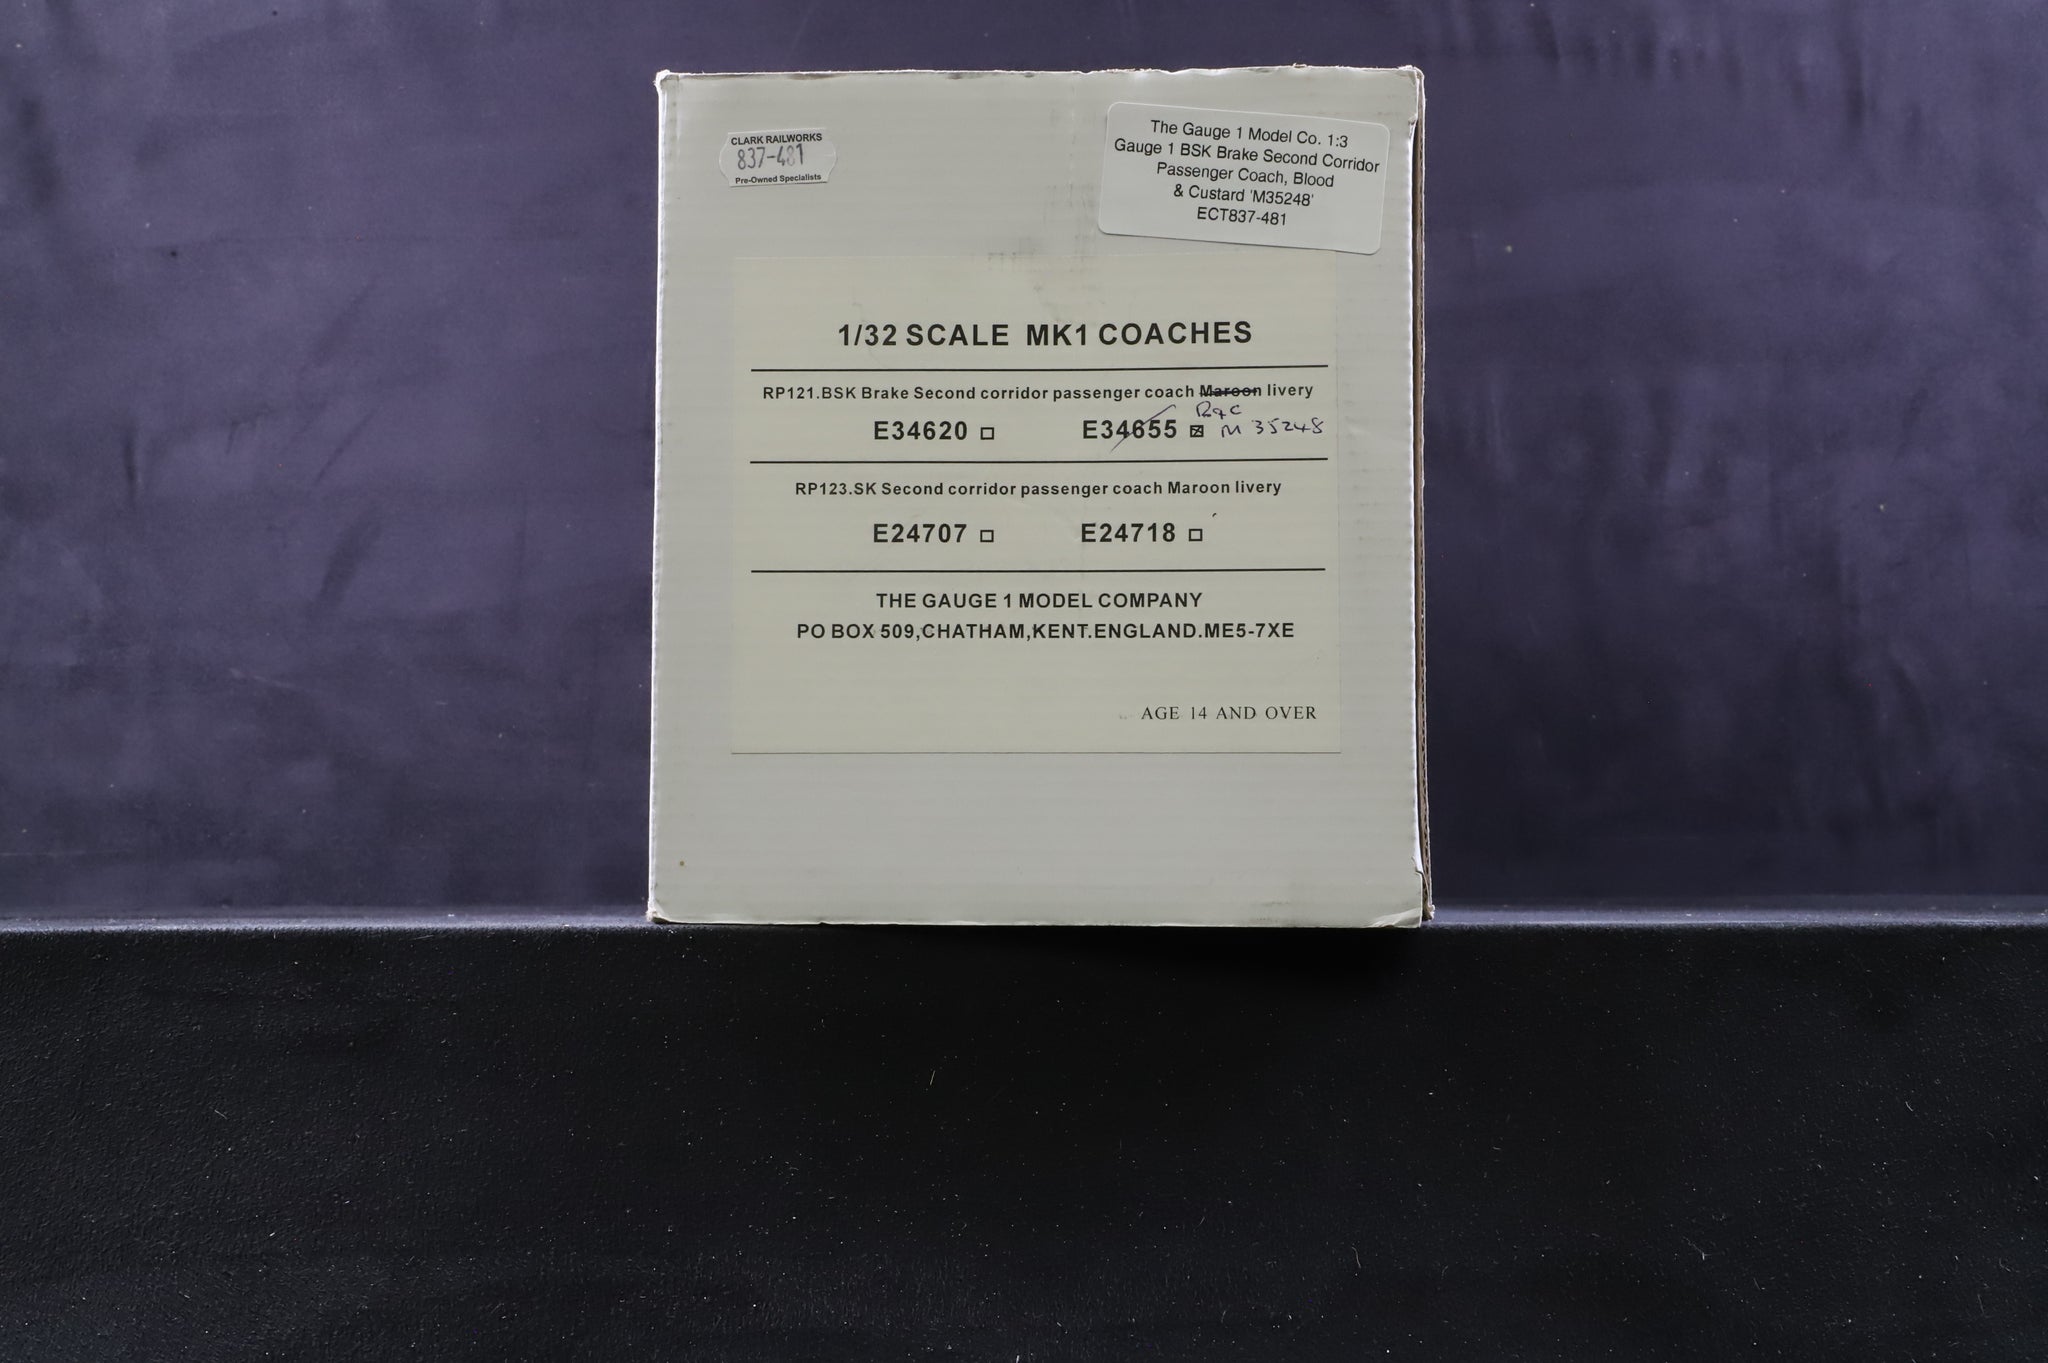 CLARK RAILWORKS
837-481
Pre-Owned Specialists
The Gauge 1 Model Co. 1:3
Gauge 1 BSK Brake Second Corridor
Passenger Coach, Blood
& Custard 'M35248'
ECT837-481
1/32 SCALE MK1 COACHES
RP121.BSK Brake Second corridor passenger coach Maroon livery
E34620 E34655 M 35248
RP123.SK Second corridor passenger coach Maroon livery
E24707 E24718
THE GAUGE 1 MODEL COMPANY
PO BOX 509,CHATHAM,KENT.ENGLAND.ME5-7XE
AGE 14 AND OVER